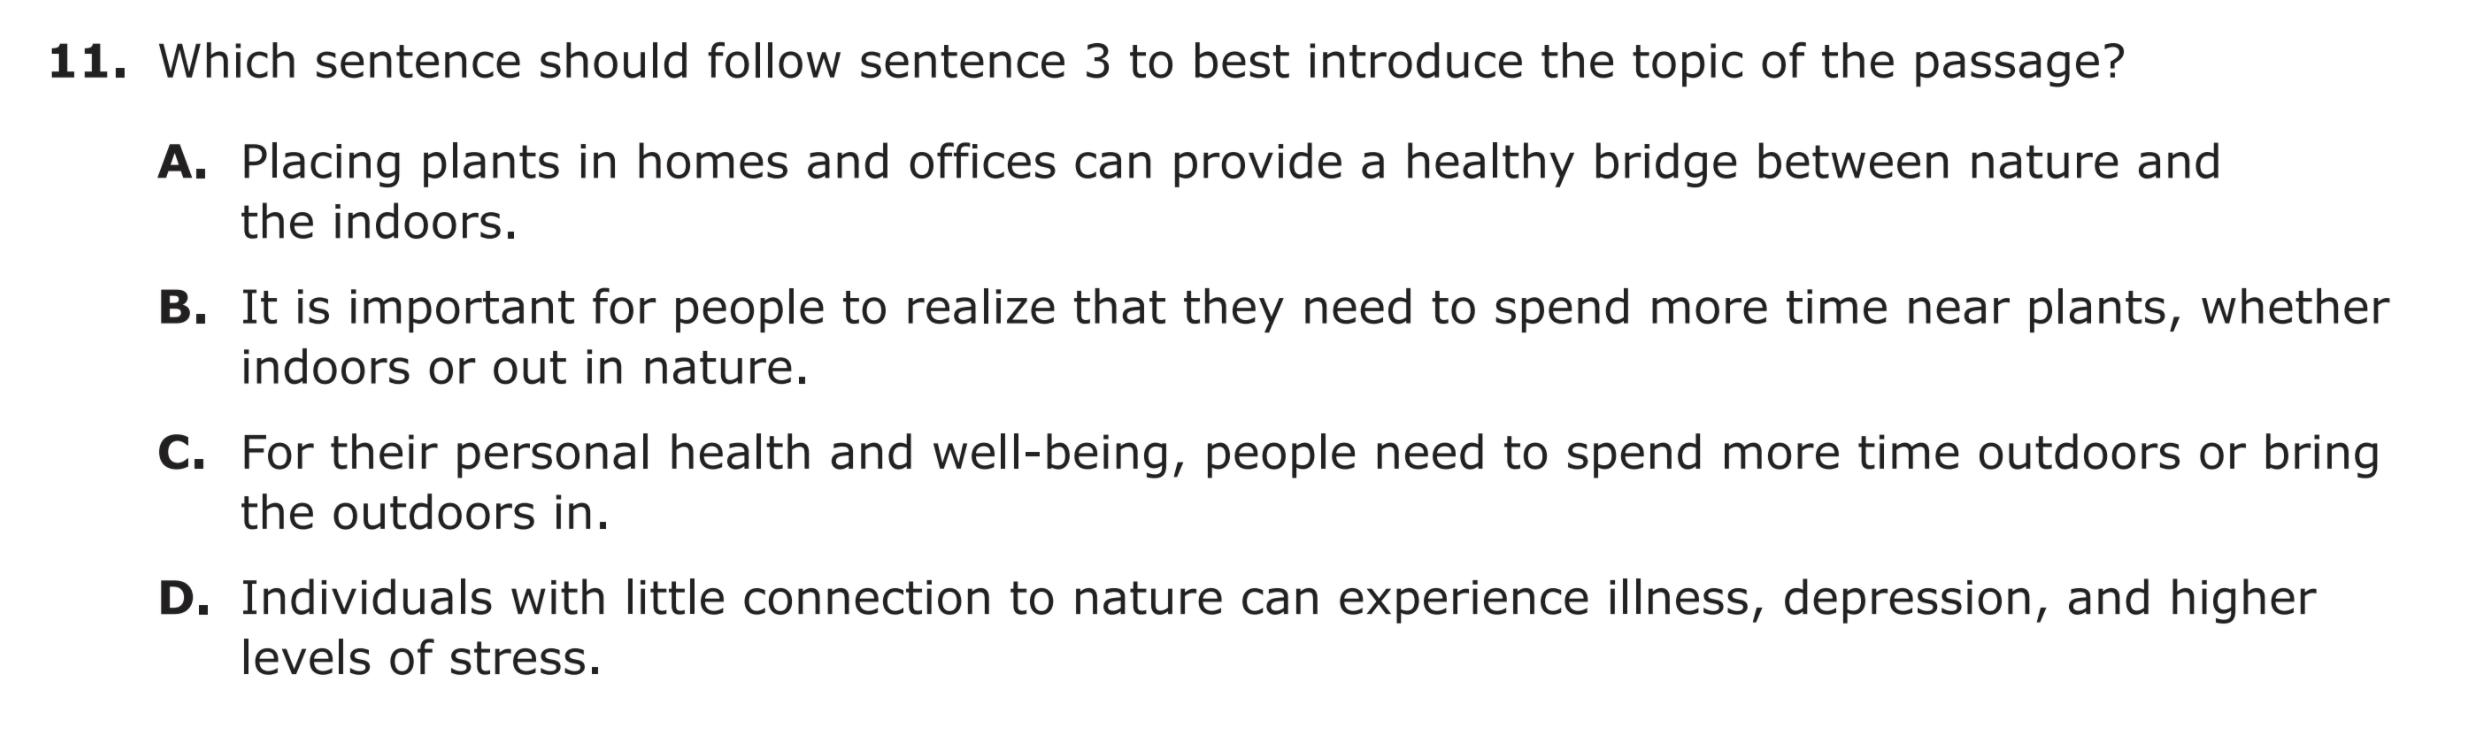 11. Which sentence should follow sentence 3 to best introduce the topic of the passage?
A. Placing plants in homes and offices can provide a healthy bridge between nature and
the indoors.
B. It is important for people to realize that they need to spend more time near plants, whether
indoors or out in nature.
C. For their personal health and well-being, people need to spend more time outdoors or bring
the outdoors in.
D. Individuals with little connection to nature can experience illness, depression, and higher
levels of stress.